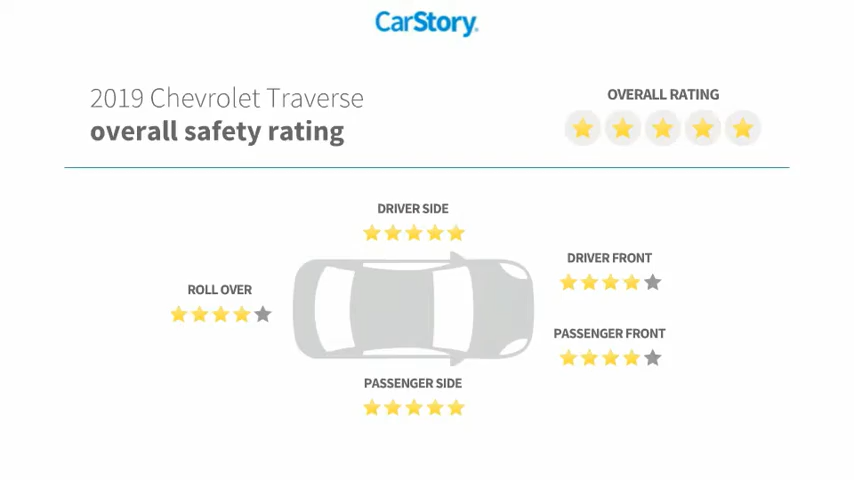 CarStory.
2019 Chevrolet Traverse
overall safety rating
OVERALL RATING
DRIVER SIDE
DRIVER FRONT
ROLL OVER
PASSENGER FRONT
PASSENGER SIDE